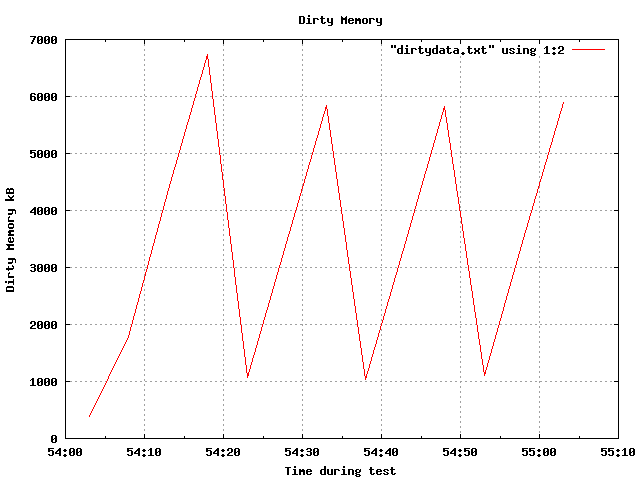 Dirty Memory
"dirtydata.txt" using 1:2
7000
6000
5000
4000
3000
2000
1000
0
Dirty Memory kB
54:00 54:10 54:20 54:30 54:40 54:50 55:00 55:10
Time during test